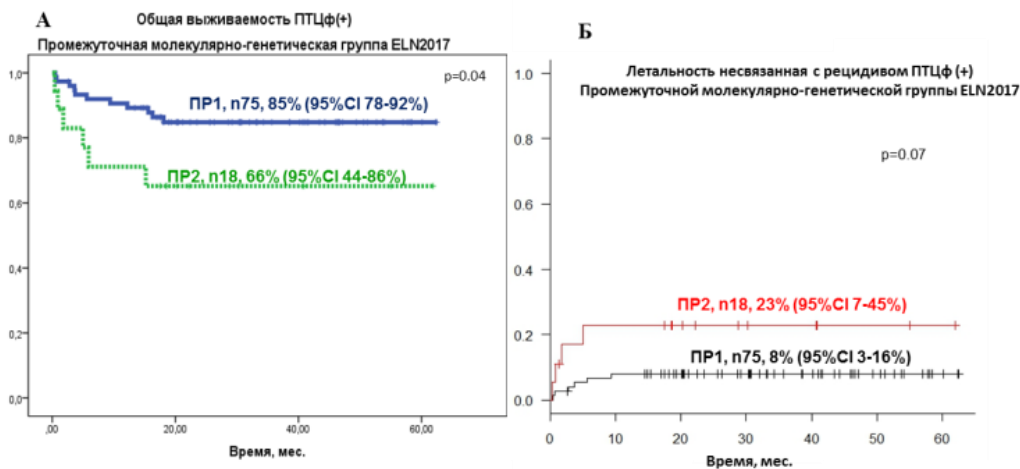 А
Общая выживаемость ПТЦф(+)
Промежуточная молекулярно-генетическая группа ELN2017
p=0.04
1,0
0,8
0,6
0,4
0,2
0,0
ПР1, n75, 85% (95%CI 78-92%)
ПР2, n18, 66% (95%CI 44-86%)
,00
20,00
40,00
60,00
Время, мес.
Б
Летальность несвязанная с рецидивом ПТЦф (+)
Промежуточной молекулярно-генетической группы ELN2017
p=0.07
1.0
0.8
0.6
0.4
0.2
0.0
ПР2, n18, 23% (95%CI 7-45%)
ПР1, n75, 8% (95%CI 3-16%)
0
10
20
30
40
50
60
Время, мес.